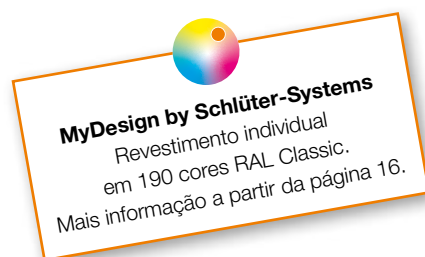 MyDesign by Schlüter-Systems
Revestimento individual
em 190 cores RAL Classic.
Mais informação a partir da página 16.